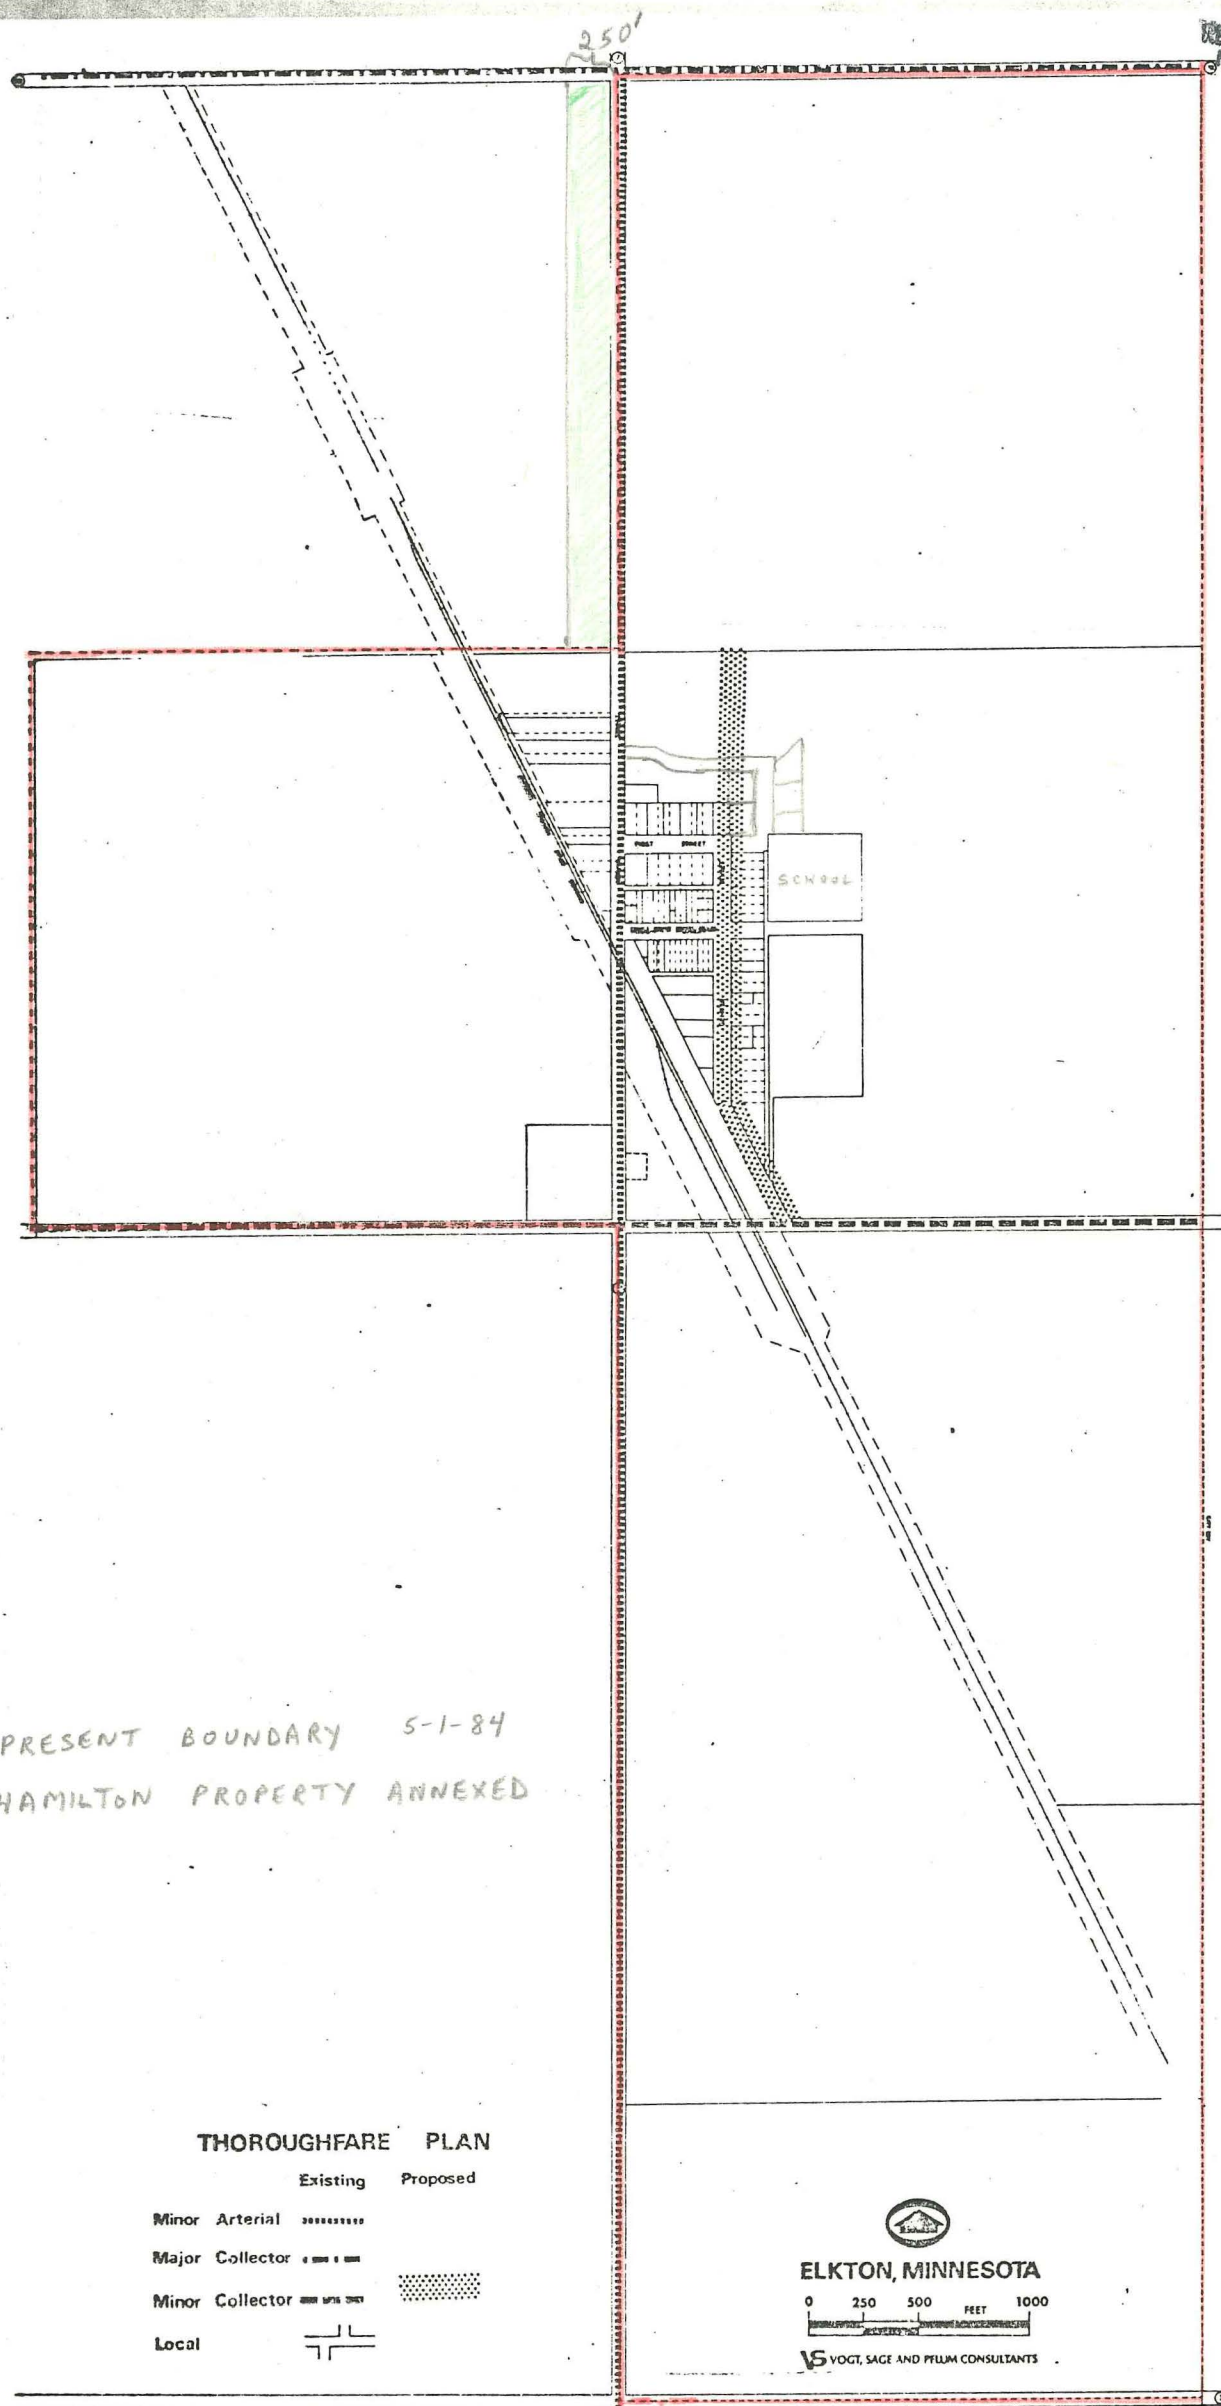 250'
FIRST STREET
SCHOOL
PRESENT BOUNDARY 5-1-84
HAMILTON PROPERTY ANNEXED
THOROUGHFARE PLAN
Existing Proposed
Minor Arterial
Major Collector
Minor Collector
Local
ELKTON, MINNESOTA
0 250 500 FEET 1000
VS VOGT, SAGE AND PFLUM CONSULTANTS